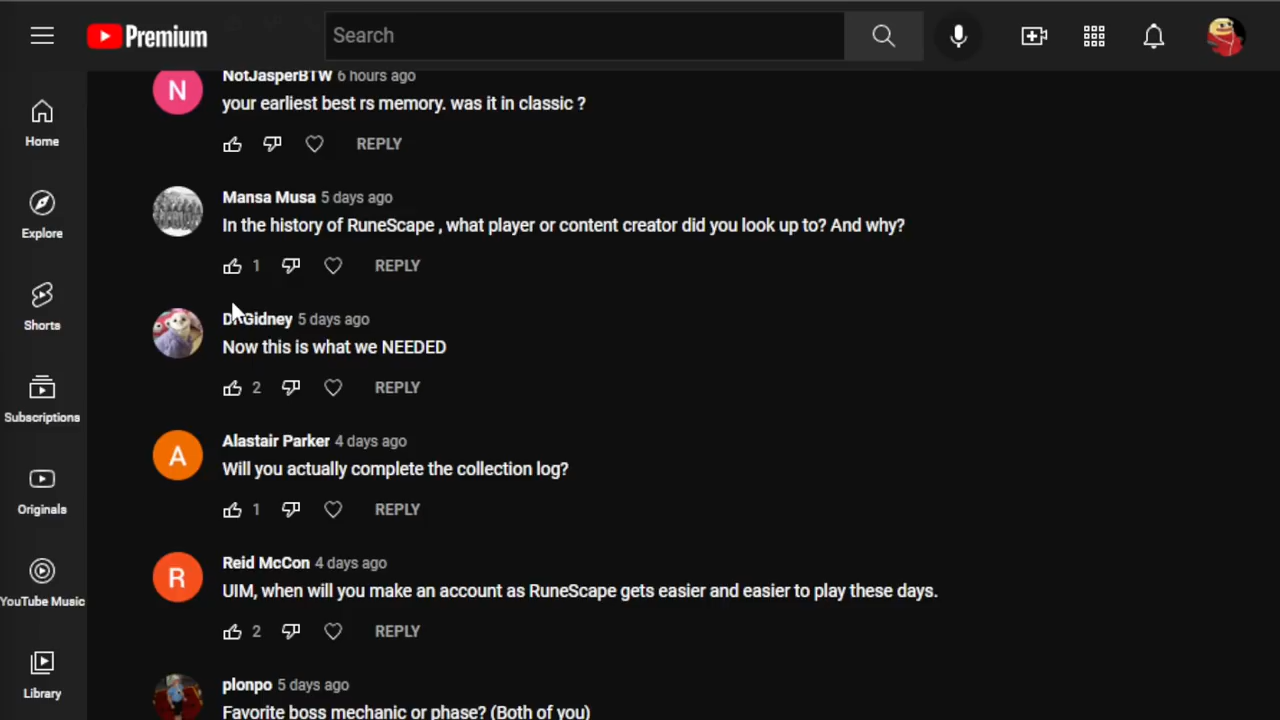 Premium
Search
NotJasperBTW 6 hours ago
your earliest best rs memory. was it in classic ?
N
REPLY
Home
Mansa Musa 5 days ago
In the history of RuneScape , what player or content creator did you look up to? And why?
Explore
1 REPLY
Shorts
DrGidney 5 days ago
Now this is what we NEEDED
2 REPLY
Subscriptions
Alastair Parker 4 days ago
A
Will you actually complete the collection log?
1 REPLY
Originals
Reid McCon 4 days ago
R
UIM, when will you make an account as RuneScape gets easier and easier to play these days.
YouTube Music
2 REPLY
Library
plonpo 5 days ago
Favorite boss mechanic or phase? (Both of you)